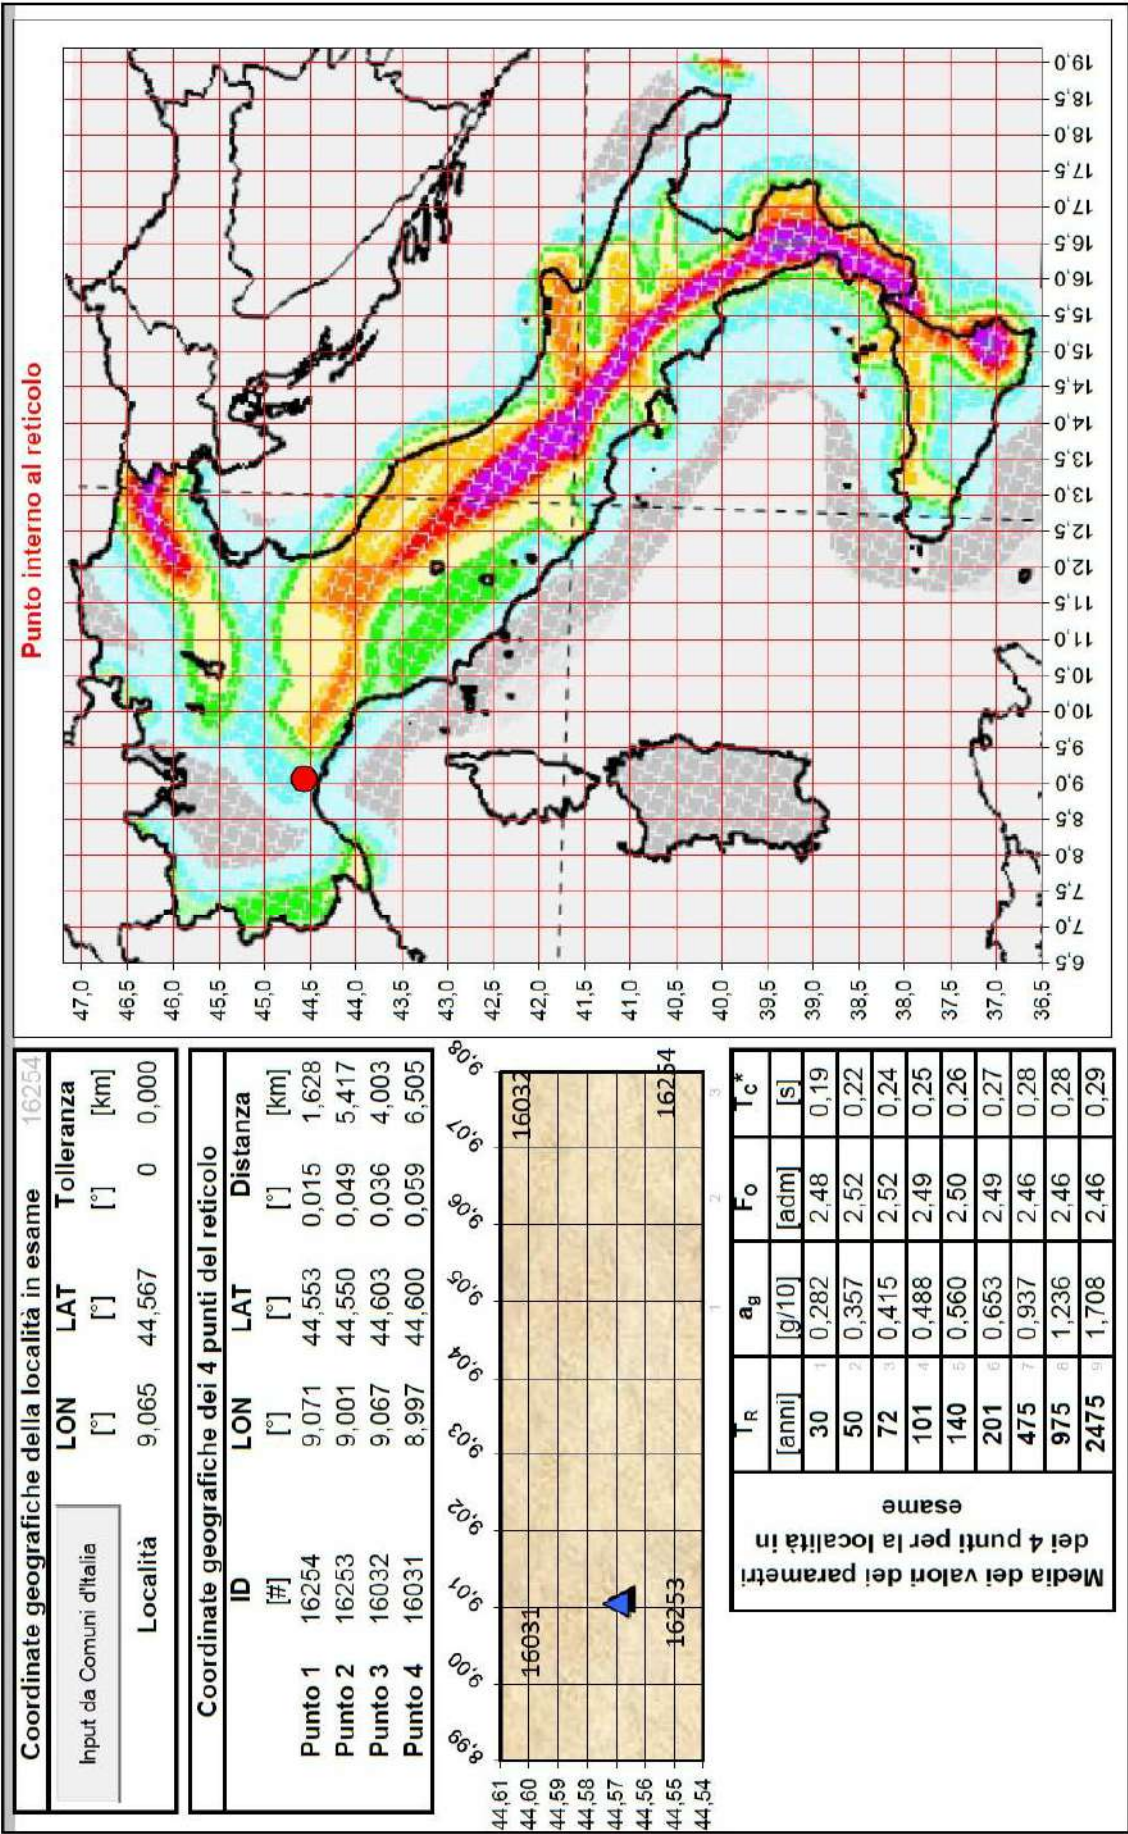 Coordinate geografiche della località in esame 16254
LON LAT Tolleranza
Input da Comuni d'Italia [°] [°] [°] [km]
Località 9,065 44,567 0 0,000
Coordinate geografiche dei 4 punti del reticolo
ID LON LAT Distanza
[#] [°] [°] [°] [km]
Punto 1 16254 9,071 44,553 0,015 1,628
Punto 2 16253 9,001 44,550 0,049 5,417
Punto 3 16032 9,067 44,603 0,036 4,003
Punto 4 16031 8,997 44,600 0,059 6,505
8,99 9,00 9,01 9,02 9,03 9,04 9,05 9,06 9,07 9,08
44,61
44,60
44,59
44,58
44,57
44,56
44,55
44,54
16031 16032
16253 16254
1 2 3
Media dei valori dei parametri
dei 4 punti per la località in
esame
TR ag FO TC*
[anni] [g/10] [adm] [s]
30 1 0,282 2,48 0,19
50 2 0,357 2,52 0,22
72 3 0,415 2,52 0,24
101 4 0,488 2,49 0,25
140 5 0,560 2,50 0,26
201 6 0,653 2,49 0,27
475 7 0,937 2,46 0,28
975 8 1,236 2,46 0,28
2475 9 1,708 2,46 0,29
Punto interno al reticolo
47,0
46,5
46,0
45,5
45,0
44,5
44,0
43,5
43,0
42,5
42,0
41,5
41,0
40,5
40,0
39,5
39,0
38,5
38,0
37,5
37,0
36,5
6,5 7,0 7,5 8,0 8,5 9,0 9,5 10,0 10,5 11,0 11,5 12,0 12,5 13,0 13,5 14,0 14,5 15,0 15,5 16,0 16,5 17,0 17,5 18,0 18,5 19,0